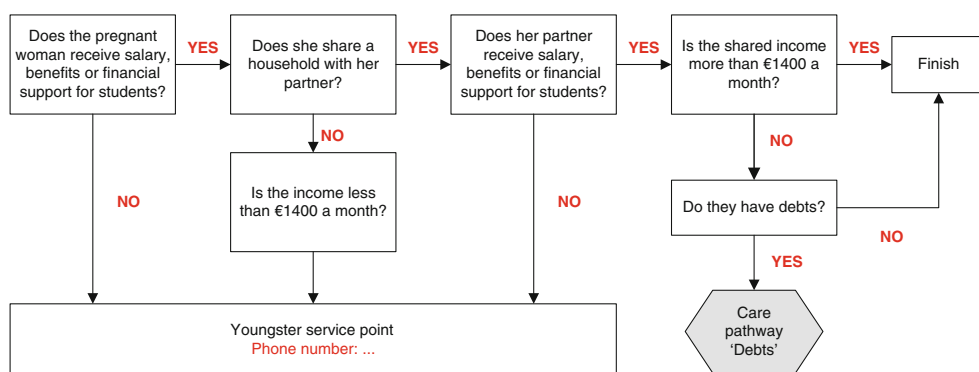 Does the pregnant
woman receive salary,
benefits or financial
support for students?
YES
Does she share a
household with her
partner?
YES
Does her partner
receive salary,
benefits or financial
support for students?
YES
Is the shared income
more than €1400 a
month?
YES
Finish
NO
NO
Is the income less
than €1400 a month?
NO
NO
Do they have debts?
NO
YES
Youngster service point
Phone number: ...
Care
pathway
‘Debts’